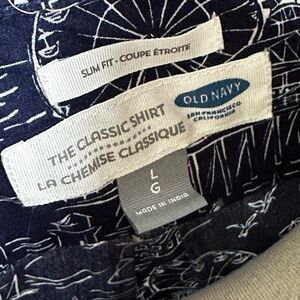 SLIM FIT • COUPE ÉTROITE
THE CLASSIC SHIRT
LA CHEMISE CLASSIQUE
OLD NAVY
SAN FRANCISCO
CALIFORNIA
L
G
MADE IN INDIA